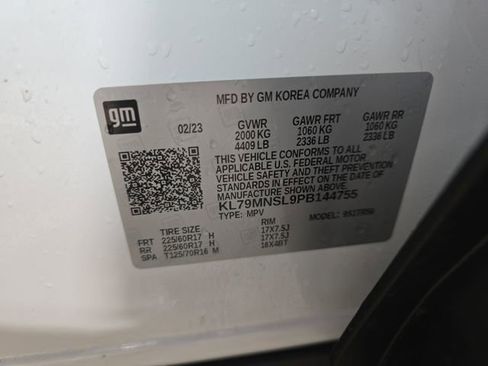 gm
MFD BY GM KOREA COMPANY
02/23 GVWR GAWR FRT GAWR RR
2000 KG 1060 KG 1060 KG
4409 LB 2336 LB 2336 LB
THIS VEHICLE CONFORMS TO ALL
APPLICABLE U.S. FEDERAL MOTOR
VEHICLE SAFETY AND THEFT PREVENTION
STANDARDS IN EFFECT ON THE DATE OF
MANUFACTURE SHOWN ABOVE.
KL79MNSL9PB144755
TYPE: MPV MODEL:
TIRE SIZE RIM
FRT 225/60R17 H 17X7.5J
RR 225/60R17 H 17X7.5J
SPA T125/70R16 M 16X4BT